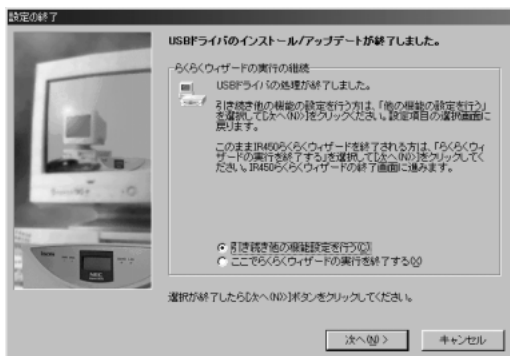 設定の終了
USBドライバのインストール/アップデートが終了しました。
らくらくウィザードの実行の継続
USBドライバの処理が終了しました。
引き続き他の機能の設定を行う方は、「他の機能の設定を行う」
を選択して[次へ(N)>]をクリックください。設定項目の選択画面に
戻ります。
このままIR450らくらくウィザードを終了される方は、「らくらくウィ
ザードの実行を終了する」を選択して[次へ(N)>]をクリックしてく
ださい。IR450らくらくウィザードの終了画面に進みます。
引き続き他の機能設定を行う(C)
ここでらくらくウィザードの実行を終了する(X)
選択が終了したら[次へ(N)>]ボタンをクリックしてください。
次へ(N) >
キャンセル
NEC